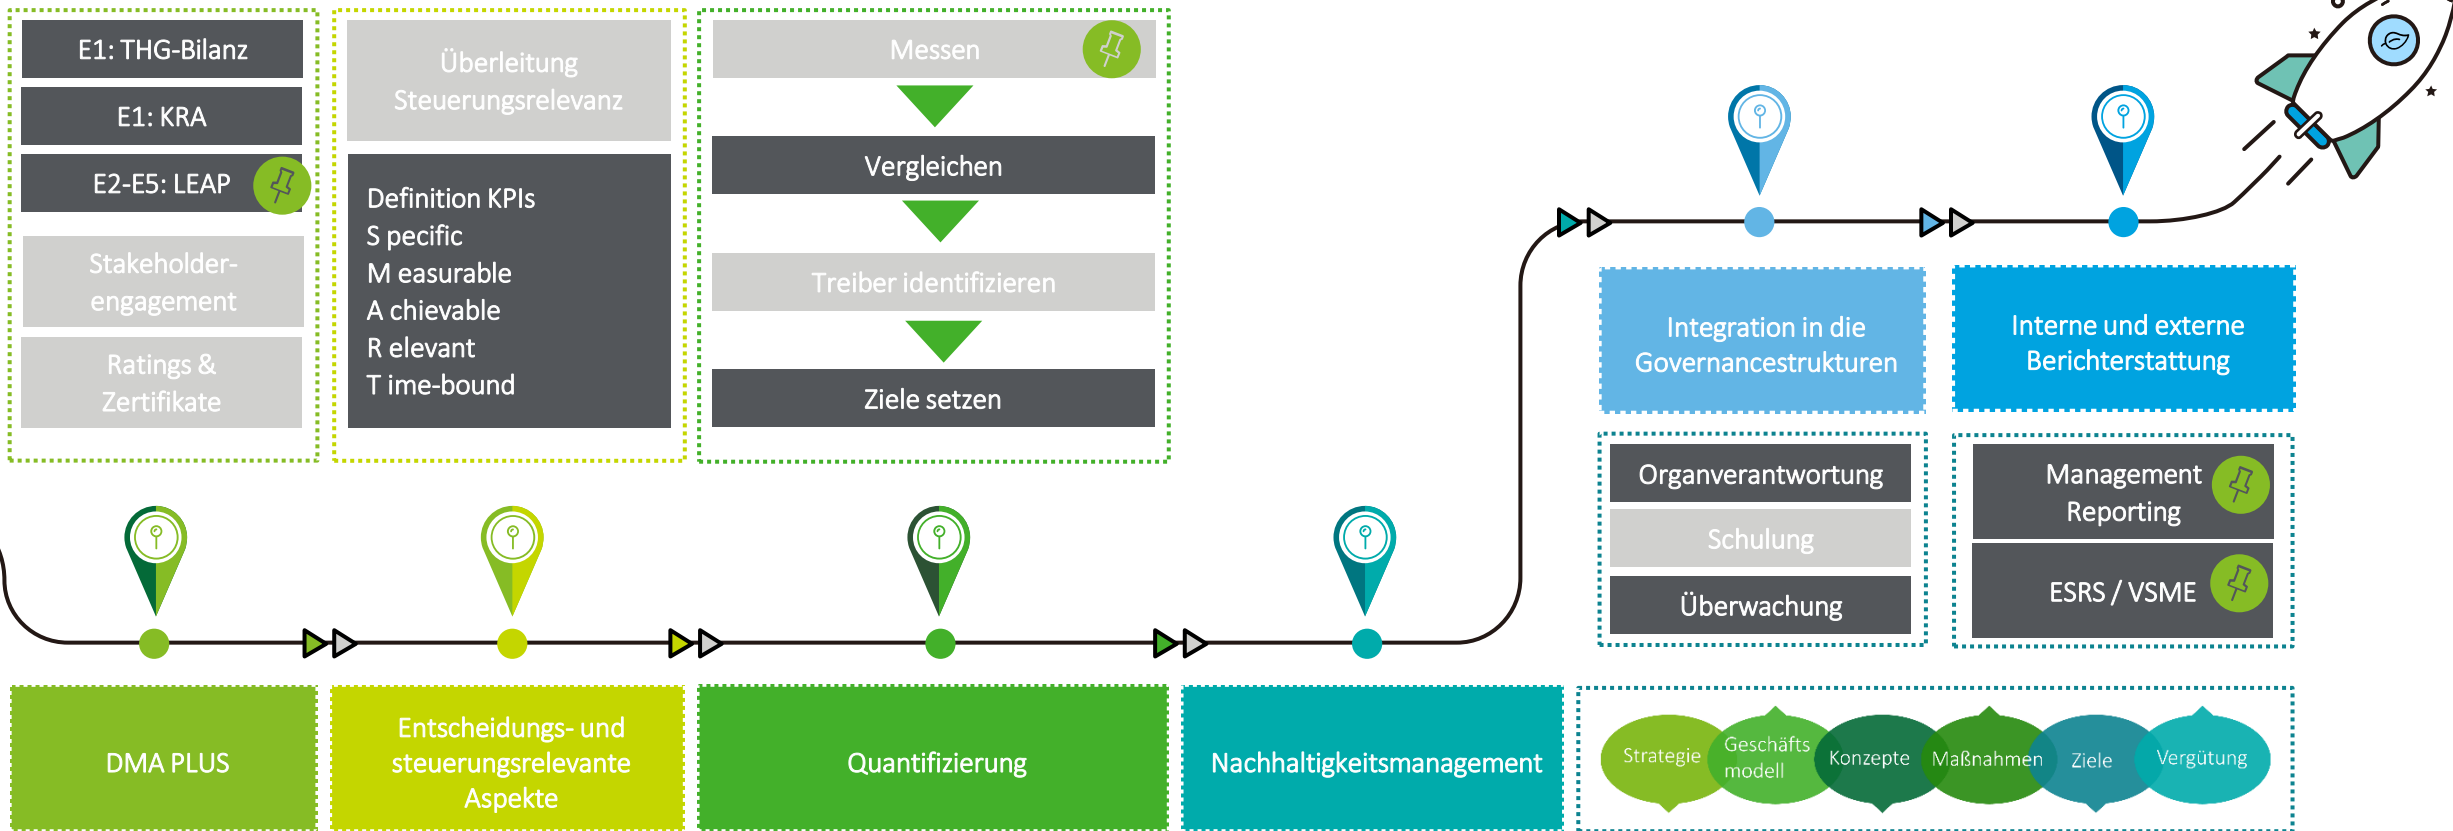 E1: THG-Bilanz
E1: KRA
E2-E5: LEAP
Stakeholder-
engagement
Ratings &
Zertifikate
Überleitung
Steuerungsrelevanz
Definition KPIs
S pecific
M easurable
A chievable
R elevant
T ime-bound
Messen
Vergleichen
Treiber identifizieren
Ziele setzen
DMA PLUS
Entscheidungs- und
steuerungsrelevante
Aspekte
Quantifizierung
Nachhaltigkeitsmanagement
Integration in die
Governancestrukturen
Organverantwortung
Schulung
Überwachung
Interne und externe
Berichterstattung
Management
Reporting
ESRS / VSME
Strategie
Geschäfts
modell
Konzepte
Maßnahmen
Ziele
Vergütung